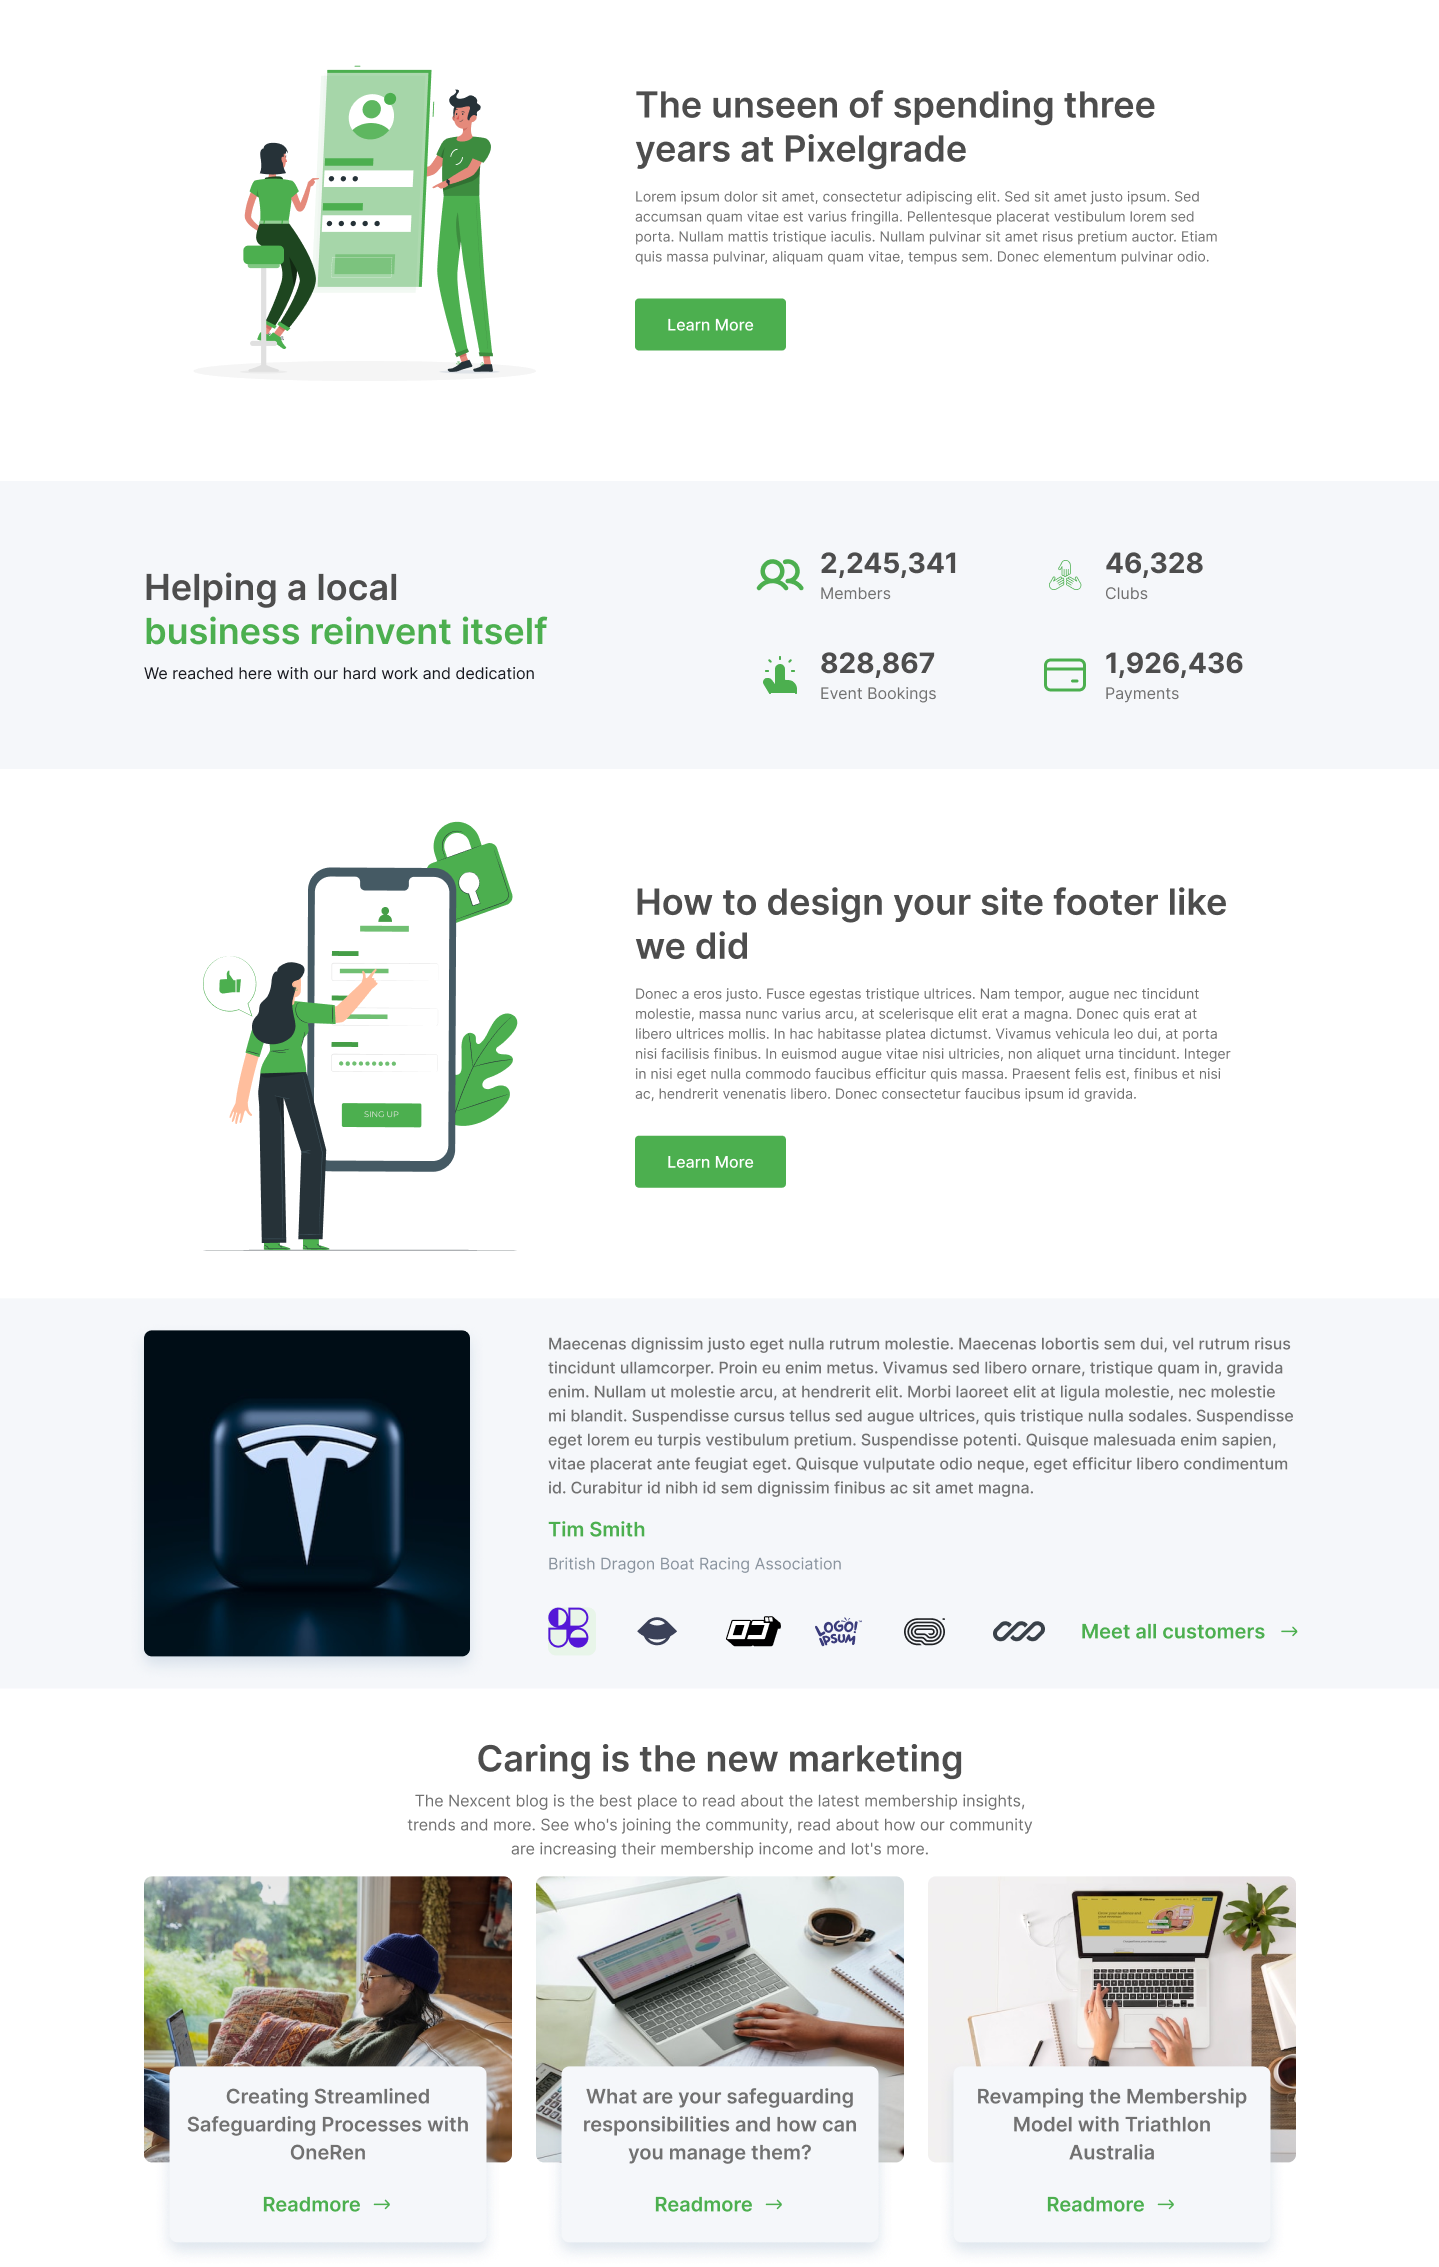 The unseen of spending three
years at Pixelgrade
Lorem ipsum dolor sit amet, consectetur adipiscing elit. Sed sit amet justo ipsum. Sed
accumsan quam vitae est varius fringilla. Pellentesque placerat vestibulum lorem sed
porta. Nullam mattis tristique iaculis. Nullam pulvinar sit amet risus pretium auctor. Etiam
quis massa pulvinar, aliquam quam vitae, tempus sem. Donec elementum pulvinar odio.
Learn More
Helping a local
business reinvent itself
We reached here with our hard work and dedication
2,245,341
Members
46,328
Clubs
828,867
Event Bookings
1,926,436
Payments
SING UP
How to design your site footer like
we did
Donec a eros justo. Fusce egestas tristique ultrices. Nam tempor, augue nec tincidunt
molestie, massa nunc varius arcu, at scelerisque elit erat a magna. Donec quis erat at
libero ultrices mollis. In hac habitasse platea dictumst. Vivamus vehicula leo dui, at porta
nisi facilisis finibus. In euismod augue vitae nisi ultricies, non aliquet urna tincidunt. Integer
in nisi eget nulla commodo faucibus efficitur quis massa. Praesent felis est, finibus et nisi
ac, hendrerit venenatis libero. Donec consectetur faucibus ipsum id gravida.
Learn More
Maecenas dignissim justo eget nulla rutrum molestie. Maecenas lobortis sem dui, vel rutrum risus
tincidunt ullamcorper. Proin eu enim metus. Vivamus sed libero ornare, tristique quam in, gravida
enim. Nullam ut molestie arcu, at hendrerit elit. Morbi laoreet elit at ligula molestie, nec molestie
mi blandit. Suspendisse cursus tellus sed augue ultrices, quis tristique nulla sodales. Suspendisse
eget lorem eu turpis vestibulum pretium. Suspendisse potenti. Quisque malesuada enim sapien,
vitae placerat ante feugiat eget. Quisque vulputate odio neque, eget efficitur libero condimentum
id. Curabitur id nibh id sem dignissim finibus ac sit amet magna.
Tim Smith
British Dragon Boat Racing Association
LOGO!
IPSUM
Meet all customers
Caring is the new marketing
The Nexcent blog is the best place to read about the latest membership insights,
trends and more. See who's joining the community, read about how our community
are increasing their membership income and lot's more.
Creating Streamlined
Safeguarding Processes with
OneRen
Readmore
What are your safeguarding
responsibilities and how can
you manage them?
Readmore
Revamping the Membership
Model with Triathlon
Australia
Readmore